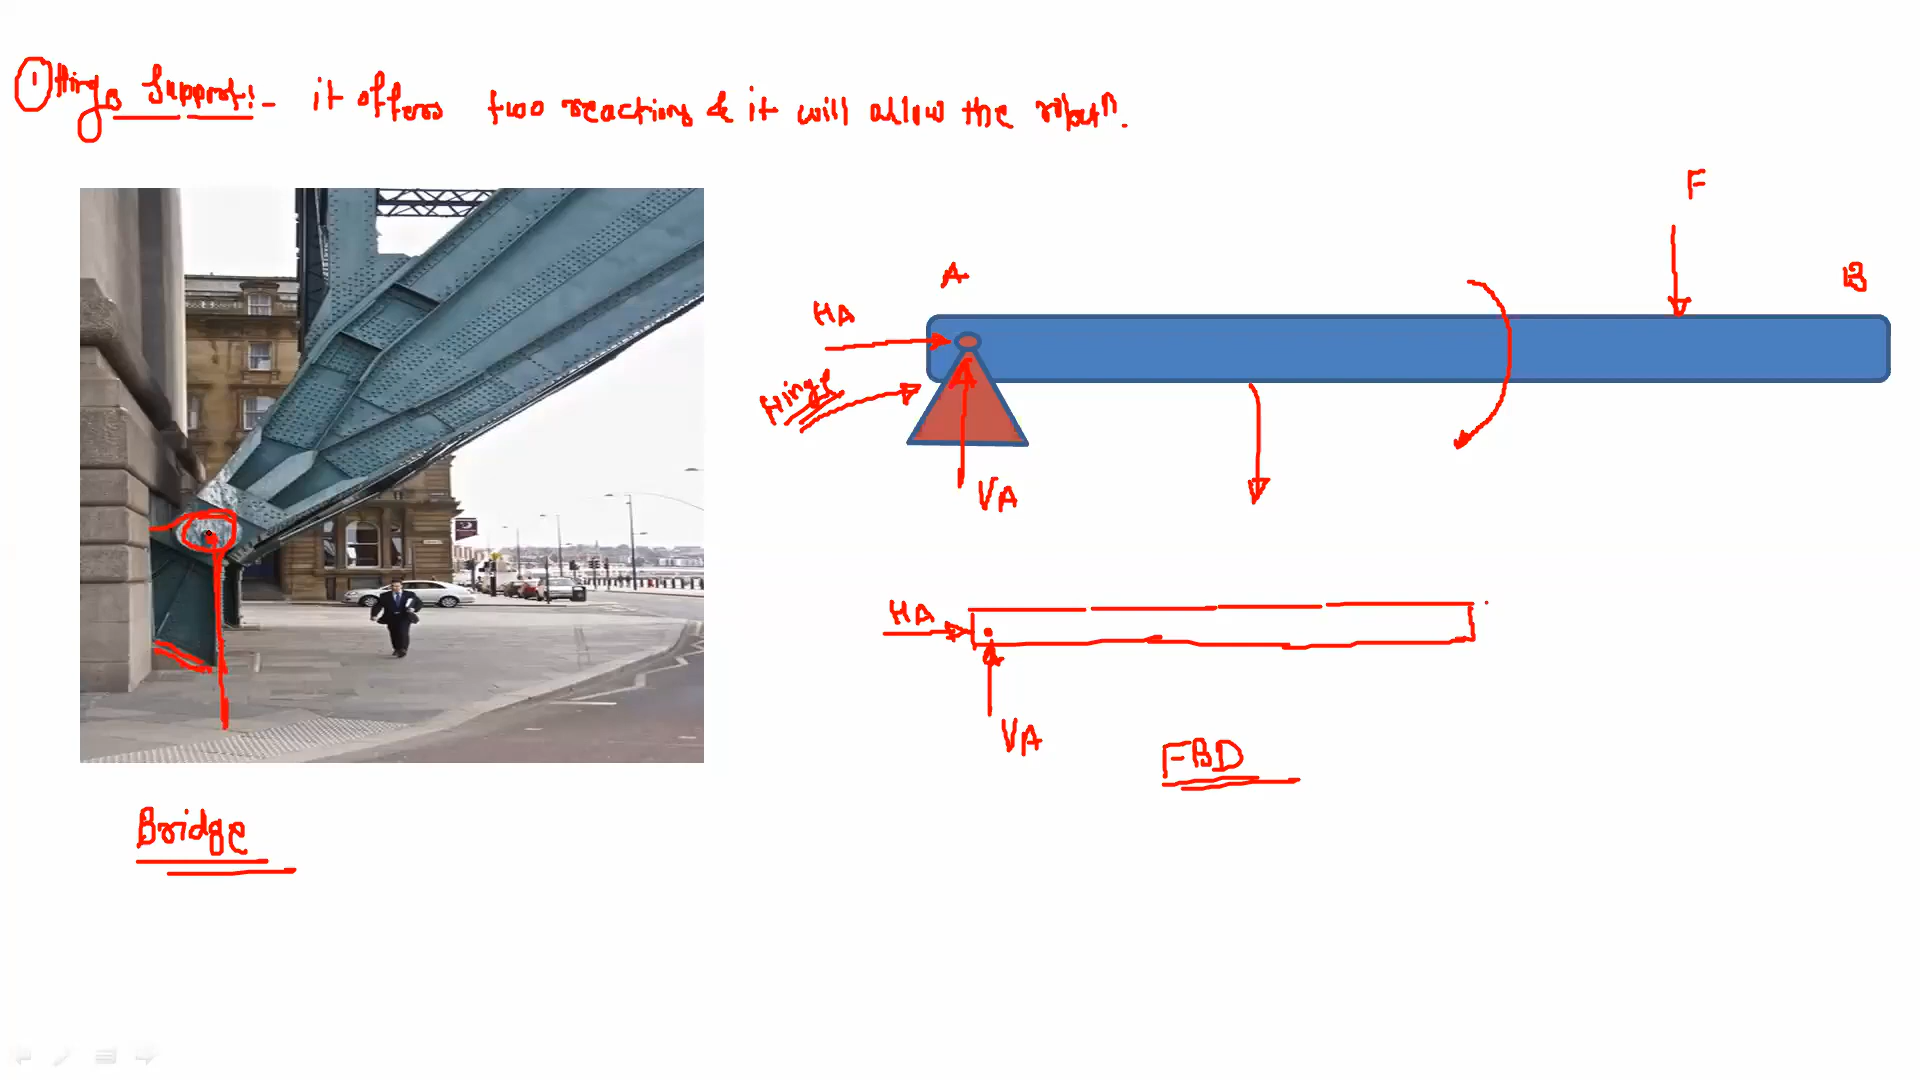 ① Hinge Support:- it offers two reactions & it will allow the rotatⁿ.
F
A
B
HA
Hinge
VA
HA
VA
FBD
Bridge